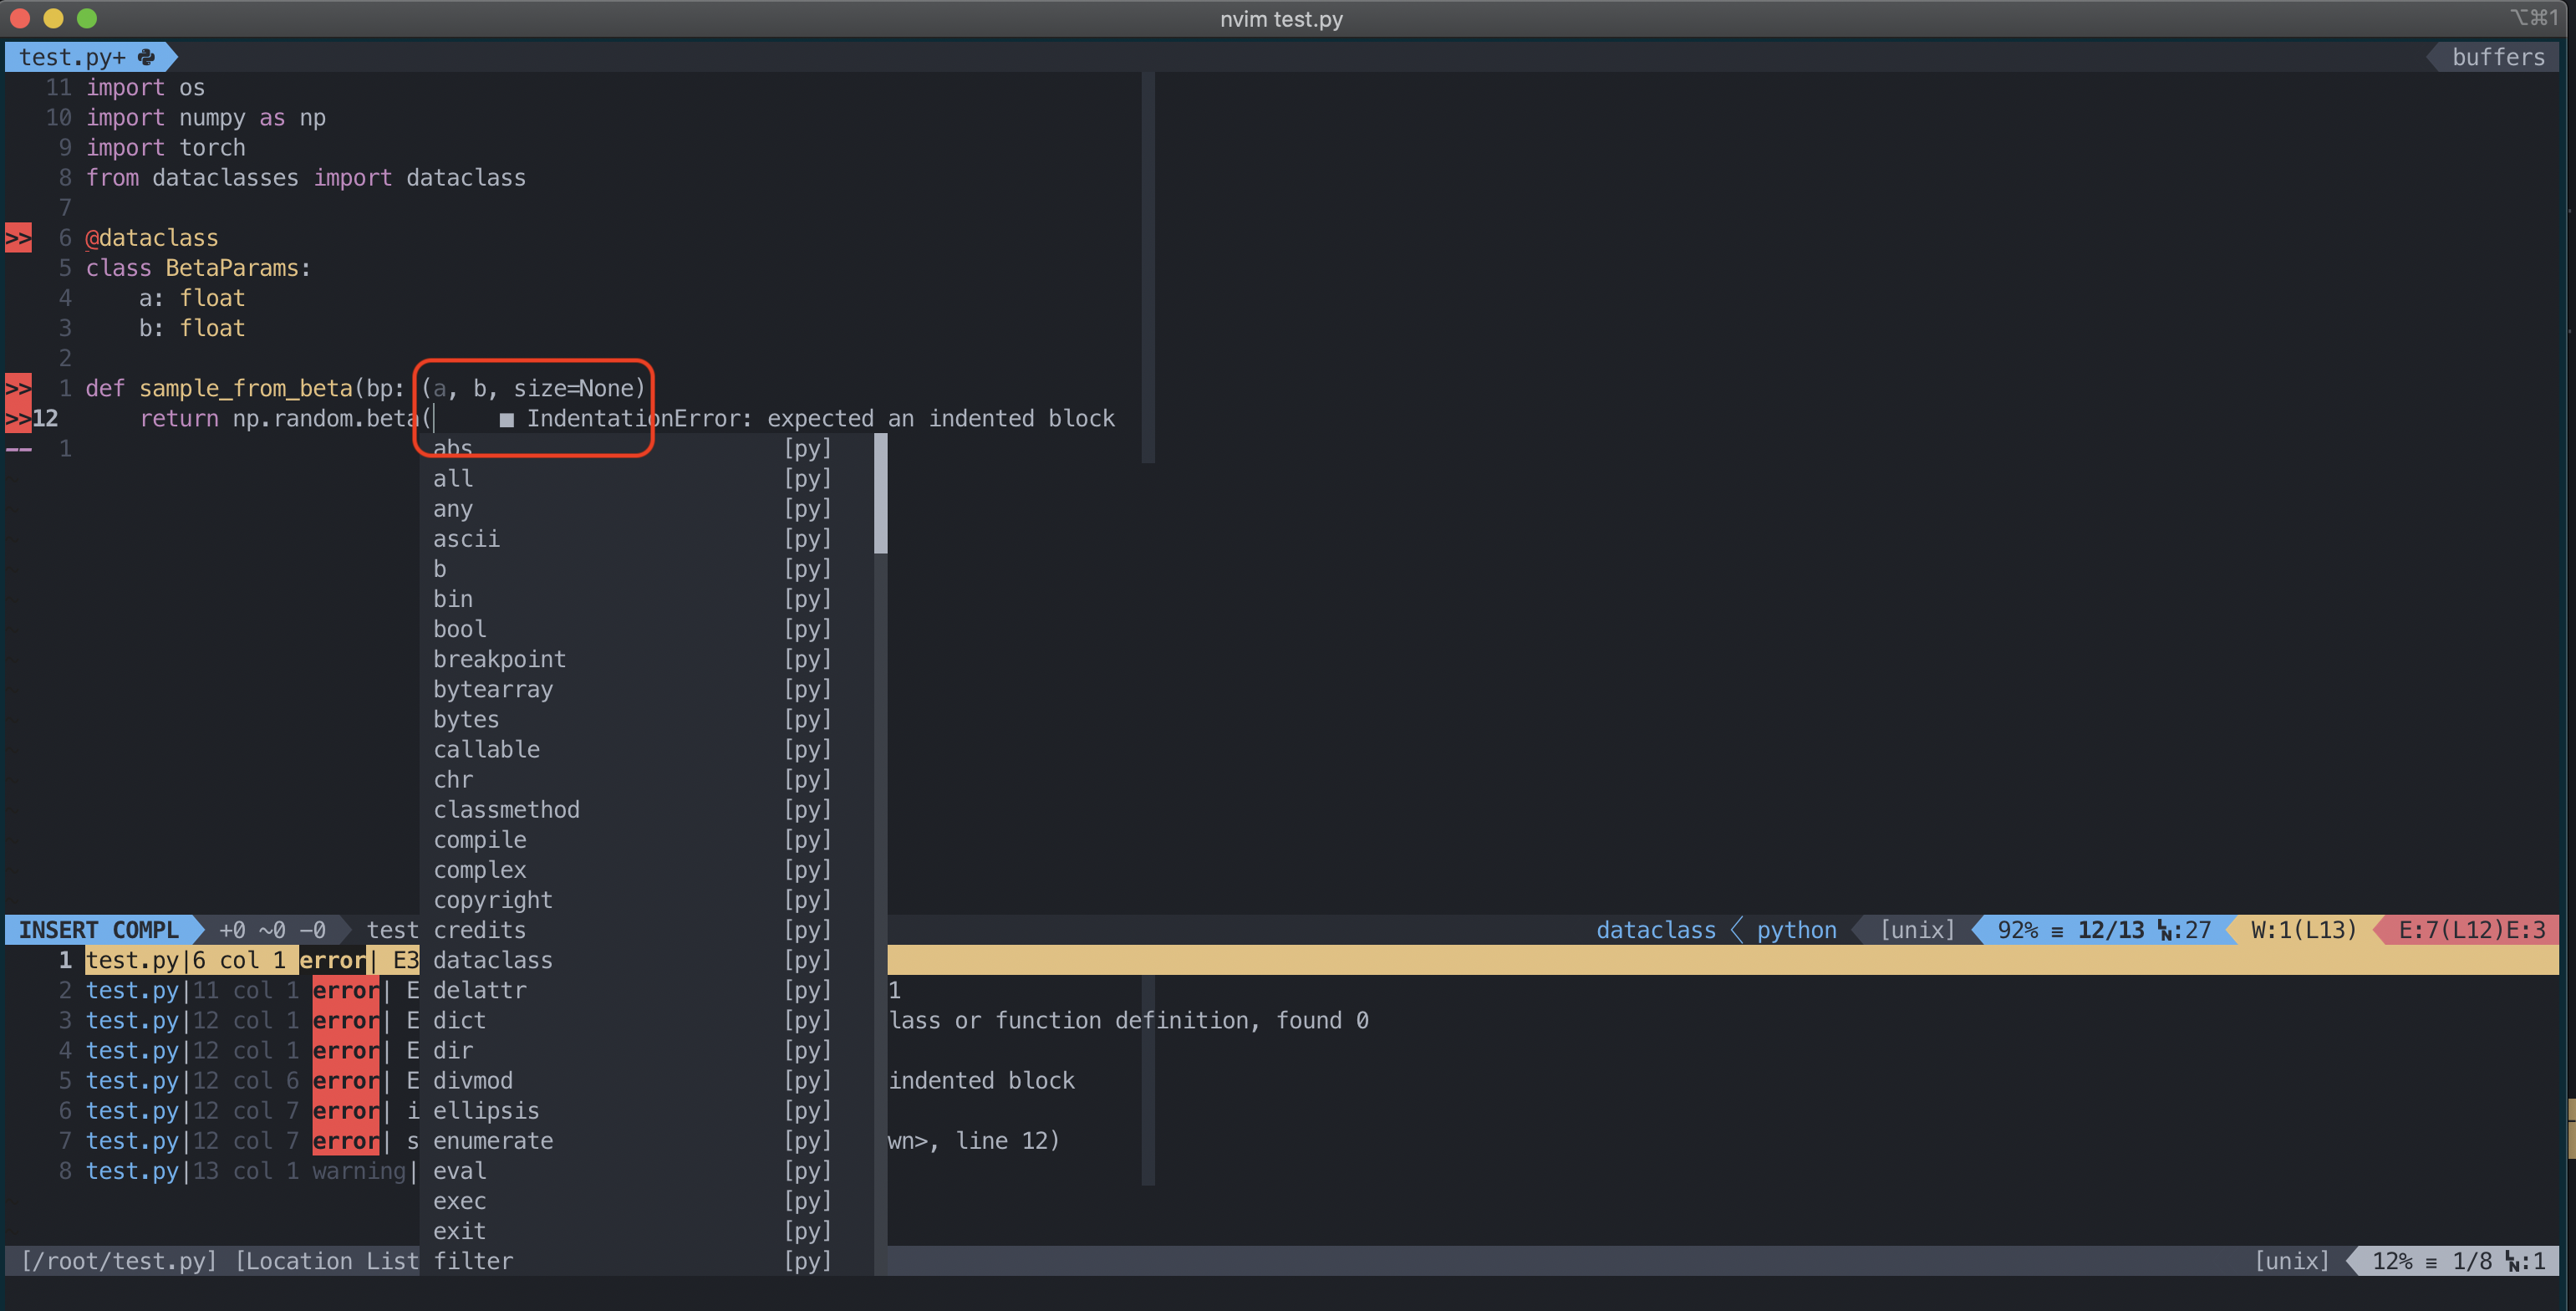 nvim test.py
⌥⌘1
test.py+
buffers
11 import os
10 import numpy as np
9 import torch
8 from dataclasses import dataclass
7
>> 6 @dataclass
5 class BetaParams:
4 a: float
3 b: float
2
>> 1 def sample_from_beta(bp: (a, b, size=None)
>>12 return np.random.beta( ■ IndentationError: expected an indented block
-- 1
abs [py]
all [py]
any [py]
ascii [py]
b [py]
bin [py]
bool [py]
breakpoint [py]
bytearray [py]
bytes [py]
callable [py]
chr [py]
classmethod [py]
compile [py]
complex [py]
copyright [py]
credits [py]
dataclass [py]
delattr [py]
dict [py]
dir [py]
divmod [py]
ellipsis [py]
enumerate [py]
eval [py]
exec [py]
exit [py]
filter [py]
INSERT COMPL +0 ~0 -0 test
dataclass python [unix] 92% ≡ 12/13 :27 W:1(L13) E:7(L12)E:3
1 test.py|6 col 1 error| E3
2 test.py|11 col 1 error| E 1
3 test.py|12 col 1 error| E lass or function definition, found 0
4 test.py|12 col 1 error| E
5 test.py|12 col 6 error| E indented block
6 test.py|12 col 7 error| i
7 test.py|12 col 7 error| s wn>, line 12)
8 test.py|13 col 1 warning|
[/root/test.py] [Location List
[unix] 12% ≡ 1/8 :1